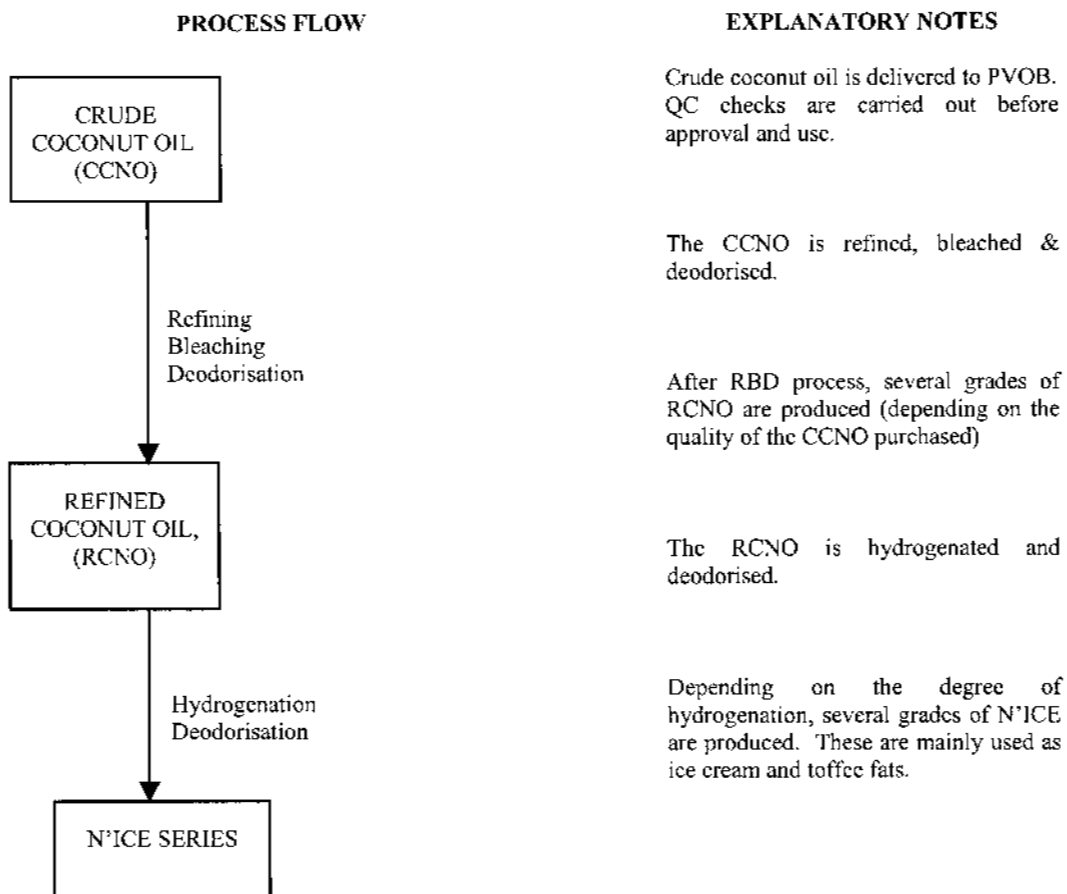 PROCESS FLOW
CRUDE
COCONUT OIL
(CCNO)
Refining
Bleaching
Deodorisation
REFINED
COCONUT OIL,
(RCNO)
Hydrogenation
Deodorisation
N'ICE SERIES
EXPLANATORY NOTES
Crude coconut oil is delivered to PVOB.
QC checks are carried out before
approval and use.
The CCNO is refined, bleached &
deodorised.
After RBD process, several grades of
RCNO are produced (depending on the
quality of the CCNO purchased)
The RCNO is hydrogenated and
deodorised.
Depending on the degree of
hydrogenation, several grades of N'ICE
are produced. These are mainly used as
ice cream and toffee fats.